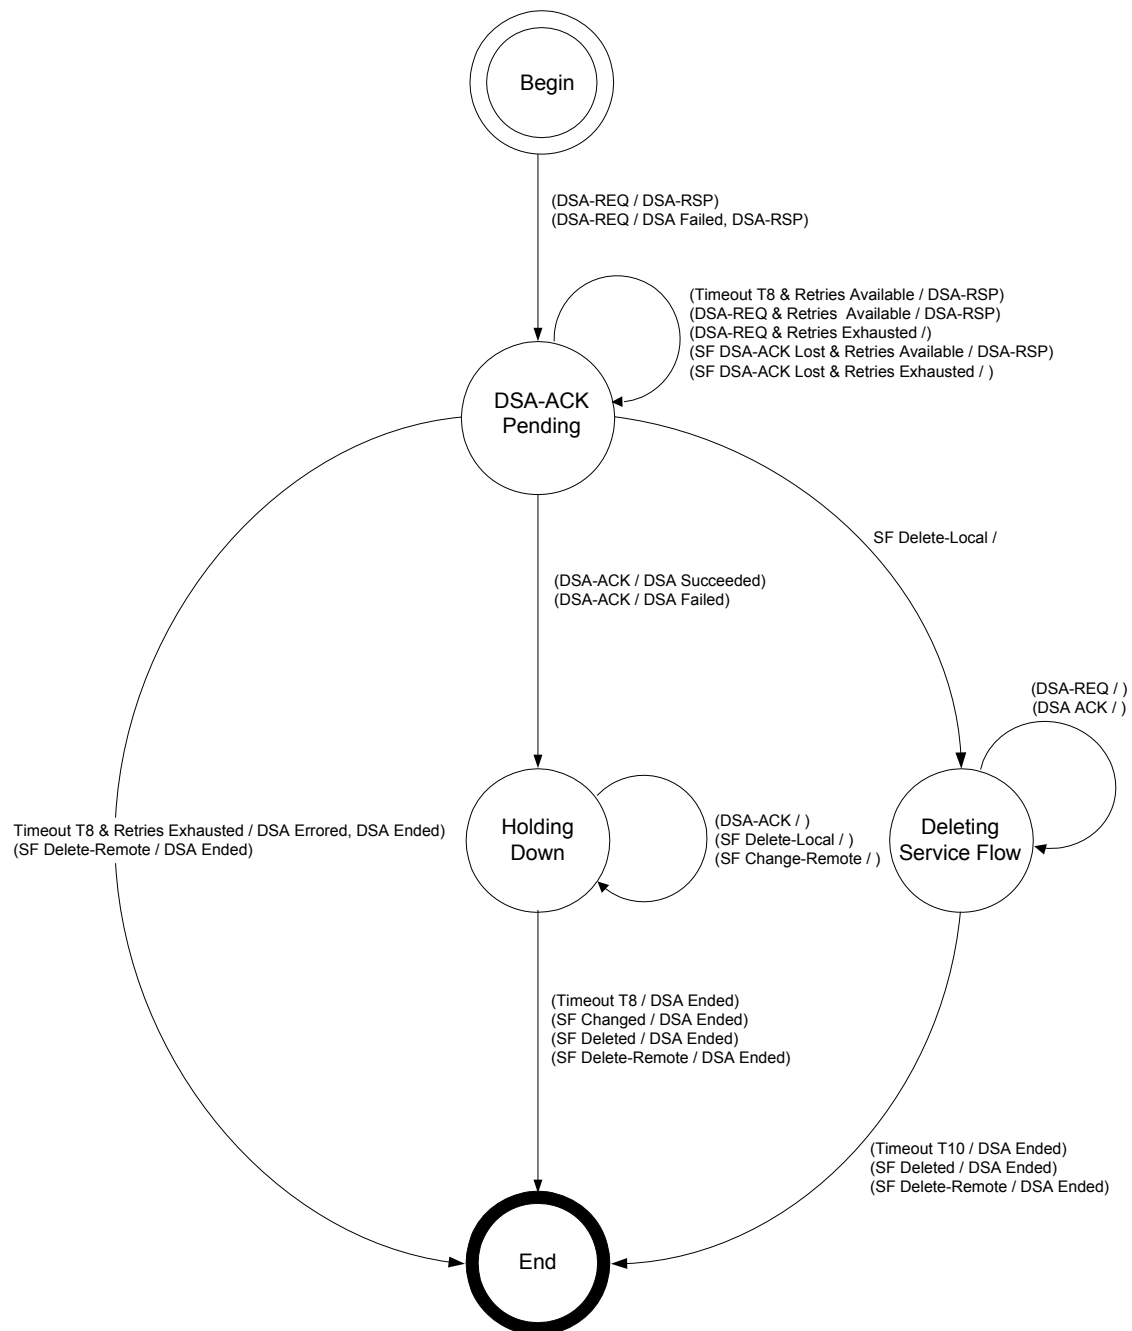 Begin
(DSA-REQ / DSA-RSP)
(DSA-REQ / DSA Failed, DSA-RSP)
(Timeout T8 & Retries Available / DSA-RSP)
(DSA-REQ & Retries  Available / DSA-RSP)
(DSA-REQ & Retries Exhausted /)
(SF DSA-ACK Lost & Retries Available / DSA-RSP)
(SF DSA-ACK Lost & Retries Exhausted / )
DSA-ACK
Pending
SF Delete-Local /
(DSA-ACK / DSA Succeeded)
(DSA-ACK / DSA Failed)
(DSA-REQ / )
(DSA ACK / )
Timeout T8 & Retries Exhausted / DSA Errored, DSA Ended)
(SF Delete-Remote / DSA Ended)
Holding
Down
(DSA-ACK / )
(SF Delete-Local / )
(SF Change-Remote / )
Deleting
Service Flow
(Timeout T8 / DSA Ended)
(SF Changed / DSA Ended)
(SF Deleted / DSA Ended)
(SF Delete-Remote / DSA Ended)
(Timeout T10 / DSA Ended)
(SF Deleted / DSA Ended)
(SF Delete-Remote / DSA Ended)
End